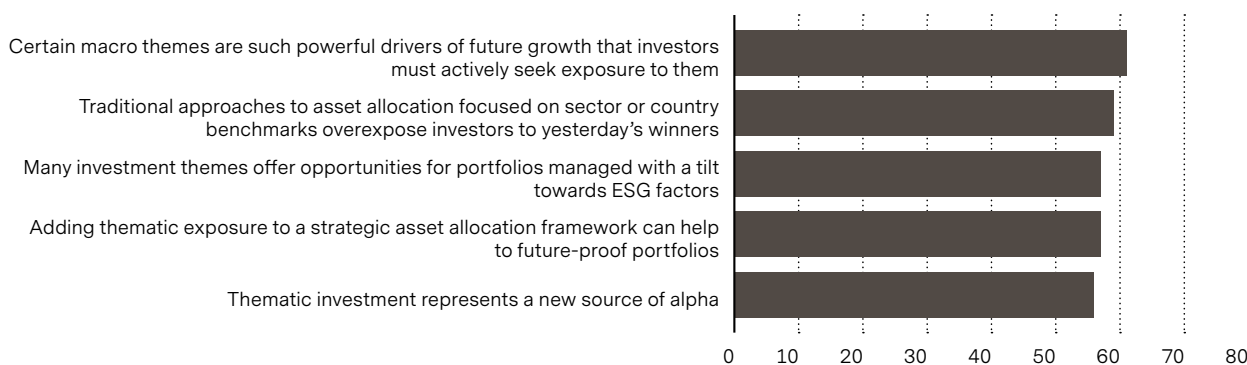 Certain macro themes are such powerful drivers of future growth that investors
must actively seek exposure to them
Traditional approaches to asset allocation focused on sector or country
benchmarks overexpose investors to yesterday’s winners
Many investment themes offer opportunities for portfolios managed with a tilt
towards ESG factors
Adding thematic exposure to a strategic asset allocation framework can help
to future-proof portfolios
Thematic investment represents a new source of alpha
0 10 20 30 40 50 60 70 80